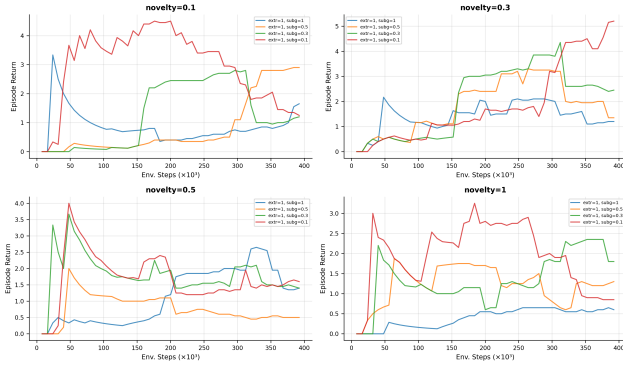 novelty=0.1
Episode Return
4
3
2
1
0
0 50 100 150 200 250 300 350 400
Env. Steps (×10³)
extr=1, subg=1
extr=1, subg=0.5
extr=1, subg=0.3
extr=1, subg=0.1
novelty=0.3
Episode Return
5
4
3
2
1
0
0 50 100 150 200 250 300 350 400
Env. Steps (×10³)
extr=1, subg=1
extr=1, subg=0.5
extr=1, subg=0.3
extr=1, subg=0.1
novelty=0.5
Episode Return
4.0
3.5
3.0
2.5
2.0
1.5
1.0
0.5
0.0
0 50 100 150 200 250 300 350 400
Env. Steps (×10³)
extr=1, subg=1
extr=1, subg=0.5
extr=1, subg=0.3
extr=1, subg=0.1
novelty=1
Episode Return
3.0
2.5
2.0
1.5
1.0
0.5
0.0
0 50 100 150 200 250 300 350 400
Env. Steps (×10³)
extr=1, subg=1
extr=1, subg=0.5
extr=1, subg=0.3
extr=1, subg=0.1